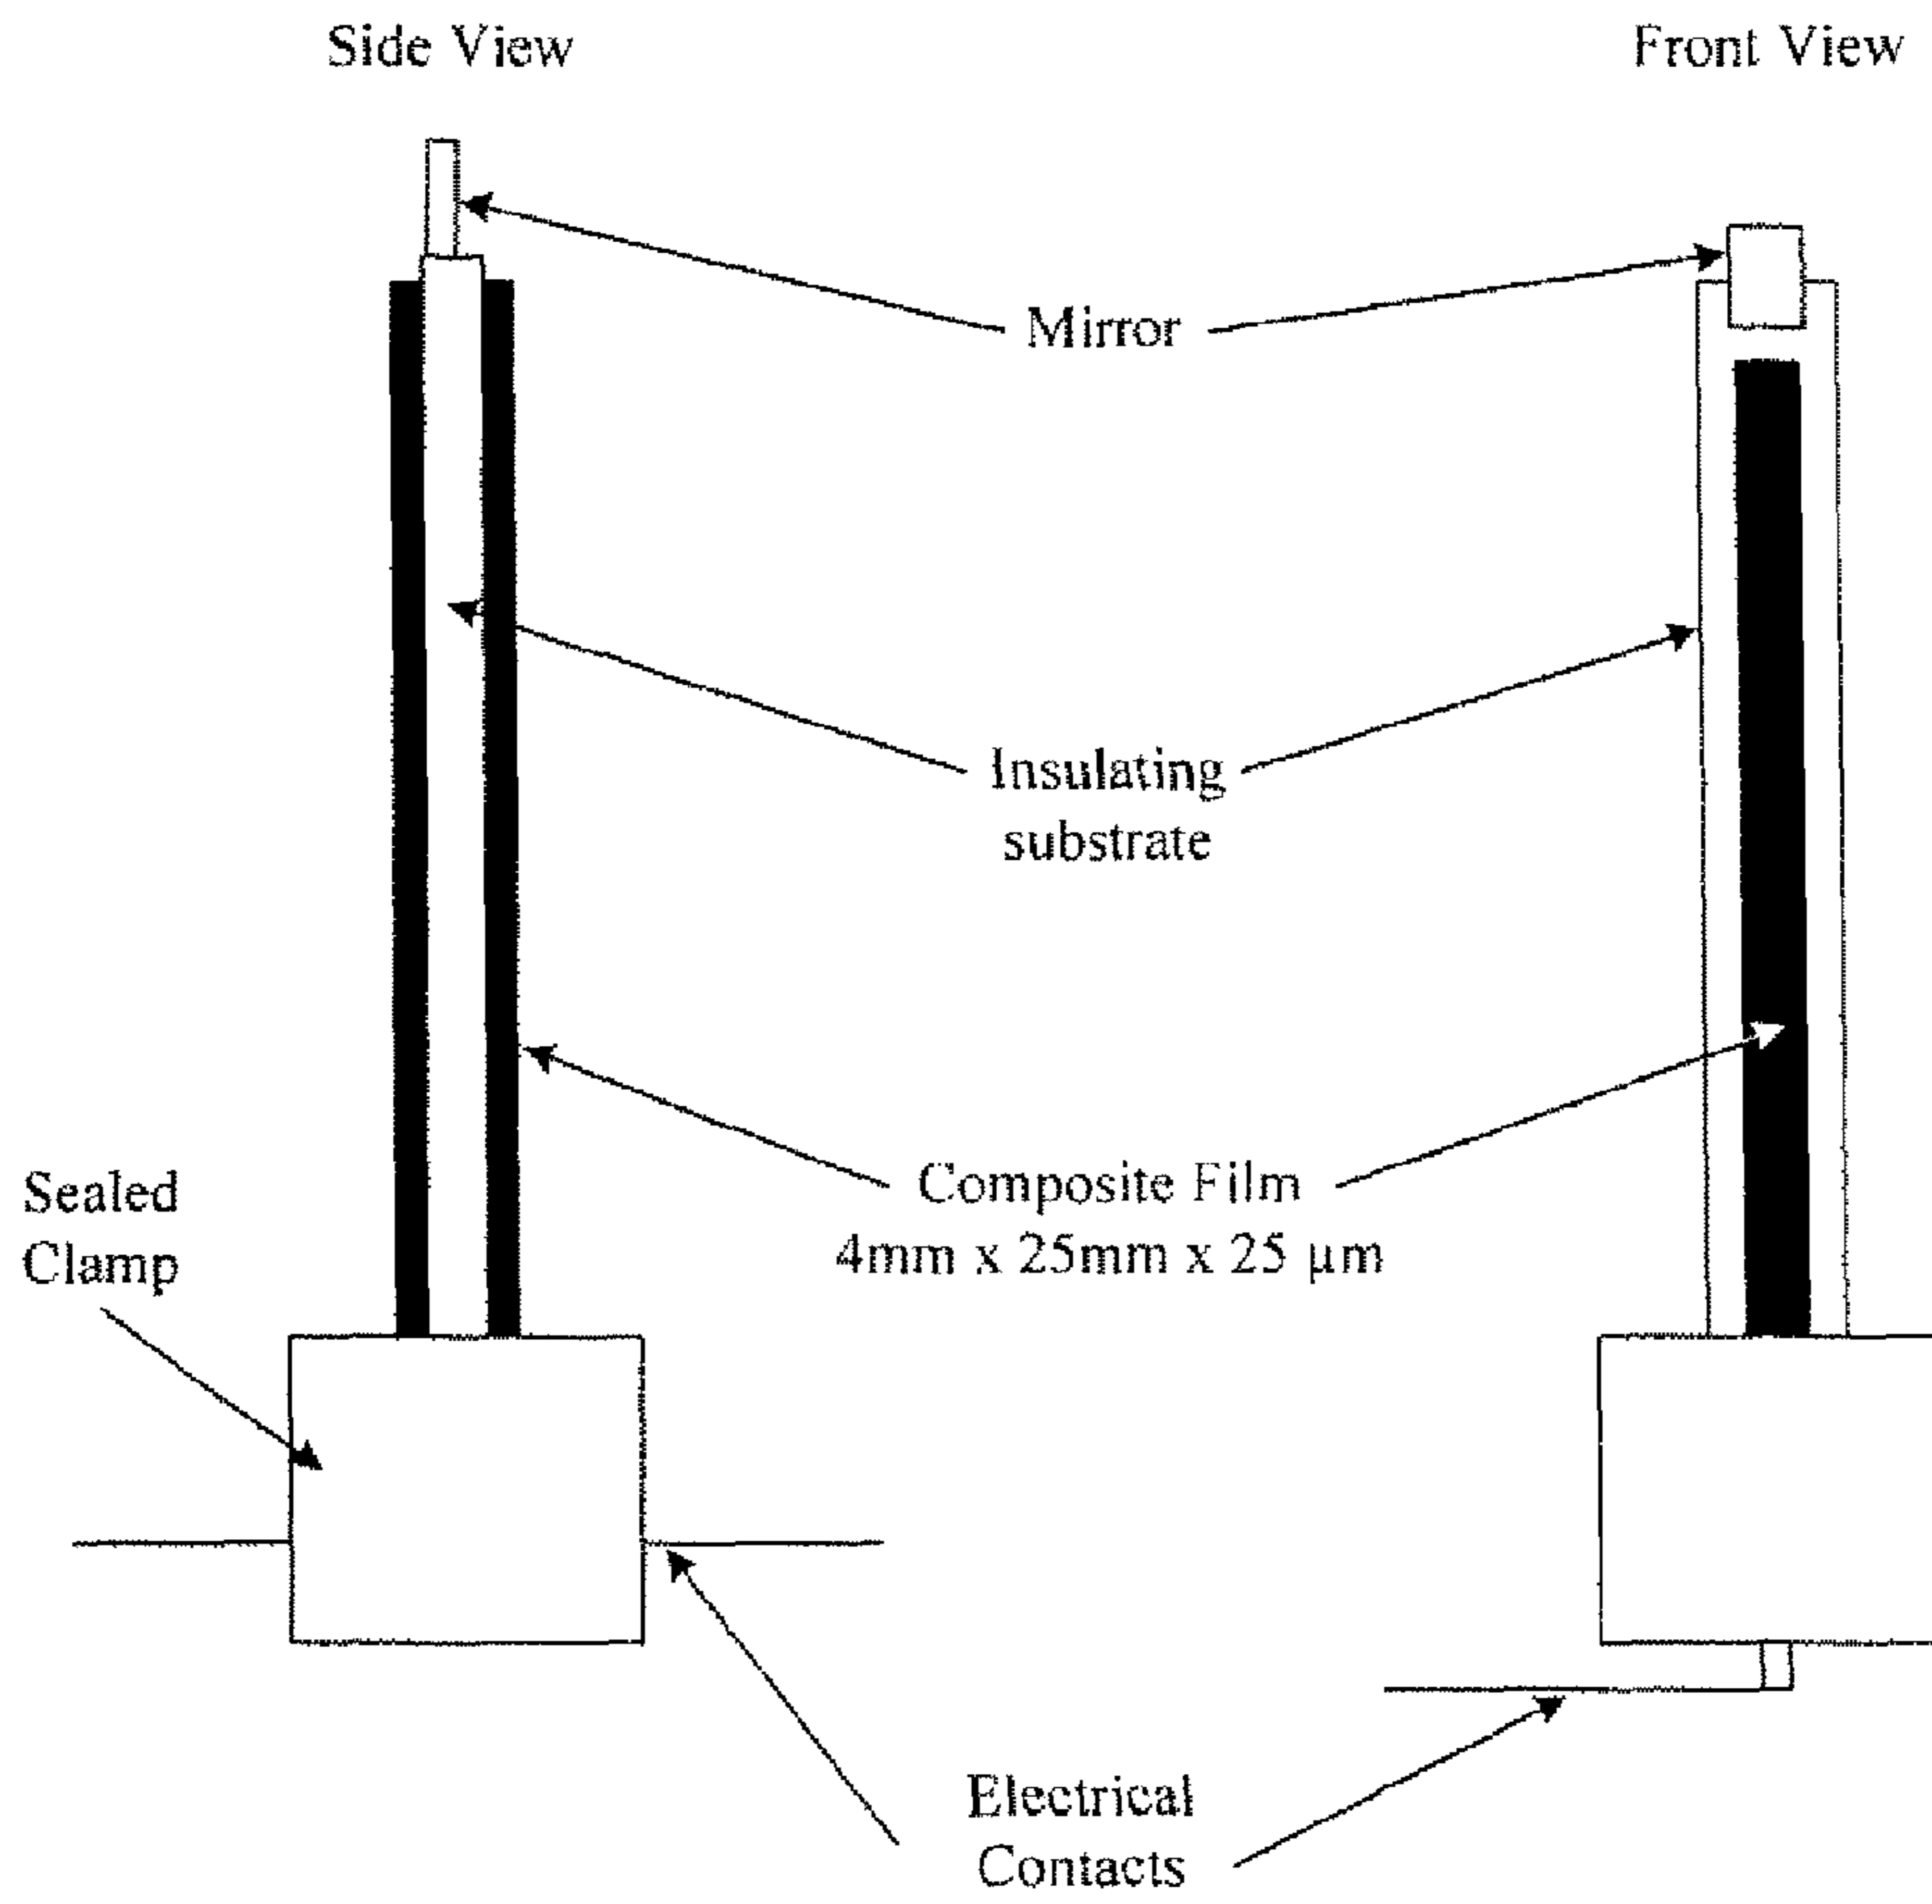 Side View
Front View
Mirror
Insulating
substrate
Composite Film
4mm x 25mm x 25 μm
Sealed
Clamp
Electrical
Contacts